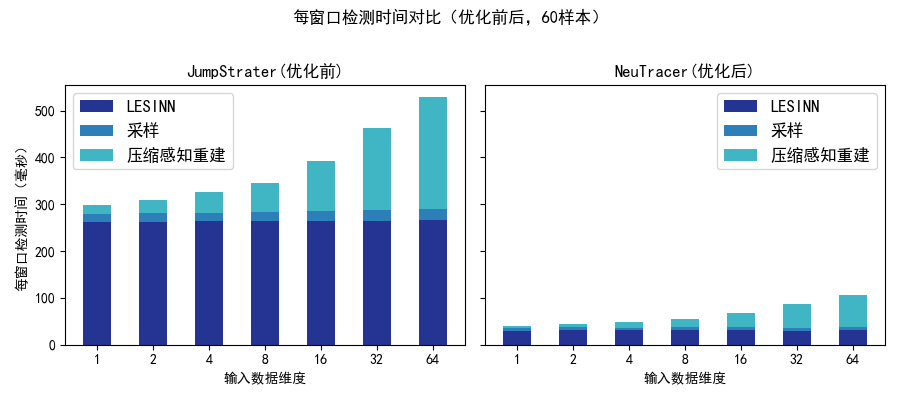 每窗口检测时间对比（优化前后，60样本）
JumpStrater(优化前)
每窗口检测时间（毫秒）
500
400
300
200
100
0
LESINN
采样
压缩感知重建
1 2 4 8 16 32 64
输入数据维度
NeuTracer(优化后)
LESINN
采样
压缩感知重建
1 2 4 8 16 32 64
输入数据维度